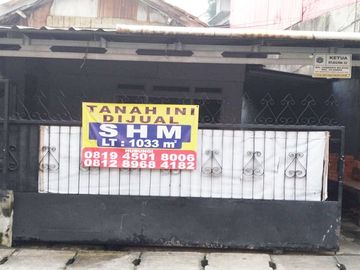 TANAH INI
DIJUAL
SHM
LT : 1033 m²
HUBUNGI
0819 4501 8006
0812 8968 4182
KETUA